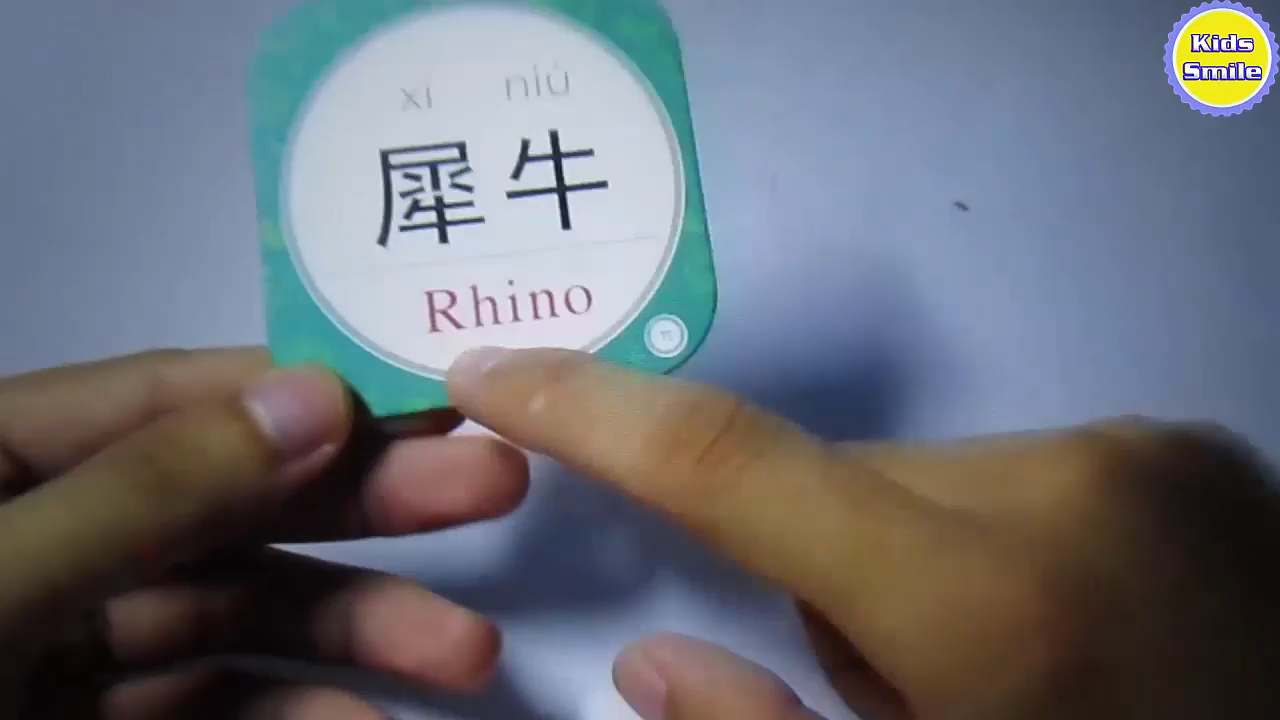 xī niú
犀牛
Rhino
Kids
Smile